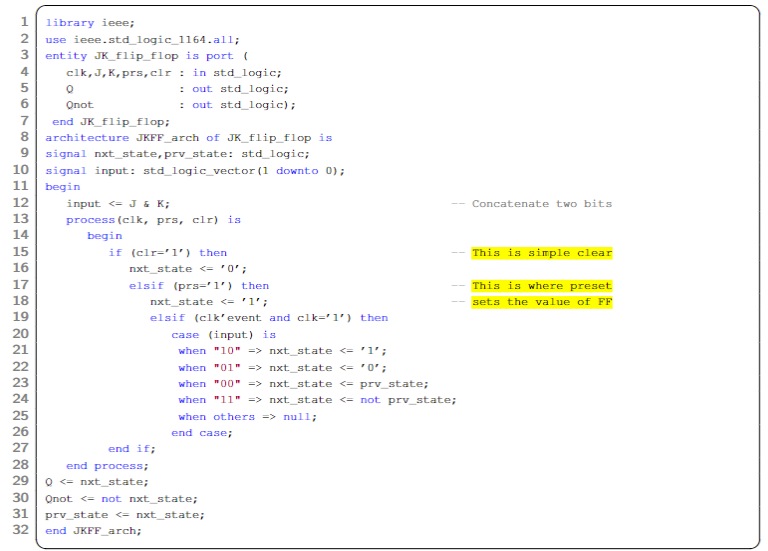 1 library ieee;
2 use ieee.std_logic_1164.all;
3 entity JK_flip_flop is port (
4 clk,J,K,prs,clr : in std_logic;
5 Q : out std_logic;
6 Qnot : out std_logic);
7 end JK_flip_flop;
8 architecture JKFF_arch of JK_flip_flop is
9 signal nxt_state,prv_state: std_logic;
10 signal input: std_logic_vector(1 downto 0);
11 begin
12 input <= J & K; -- Concatenate two bits
13 process(clk, prs, clr) is
14 begin
15 if (clr='1') then -- This is simple clear
16 nxt_state <= '0';
17 elsif (prs='1') then -- This is where preset
18 nxt_state <= '1'; -- sets the value of FF
19 elsif (clk'event and clk='1') then
20 case (input) is
21 when "10" => nxt_state <= '1';
22 when "01" => nxt_state <= '0';
23 when "00" => nxt_state <= prv_state;
24 when "11" => nxt_state <= not prv_state;
25 when others => null;
26 end case;
27 end if;
28 end process;
29 Q <= nxt_state;
30 Qnot <= not nxt_state;
31 prv_state <= nxt_state;
32 end JKFF_arch;